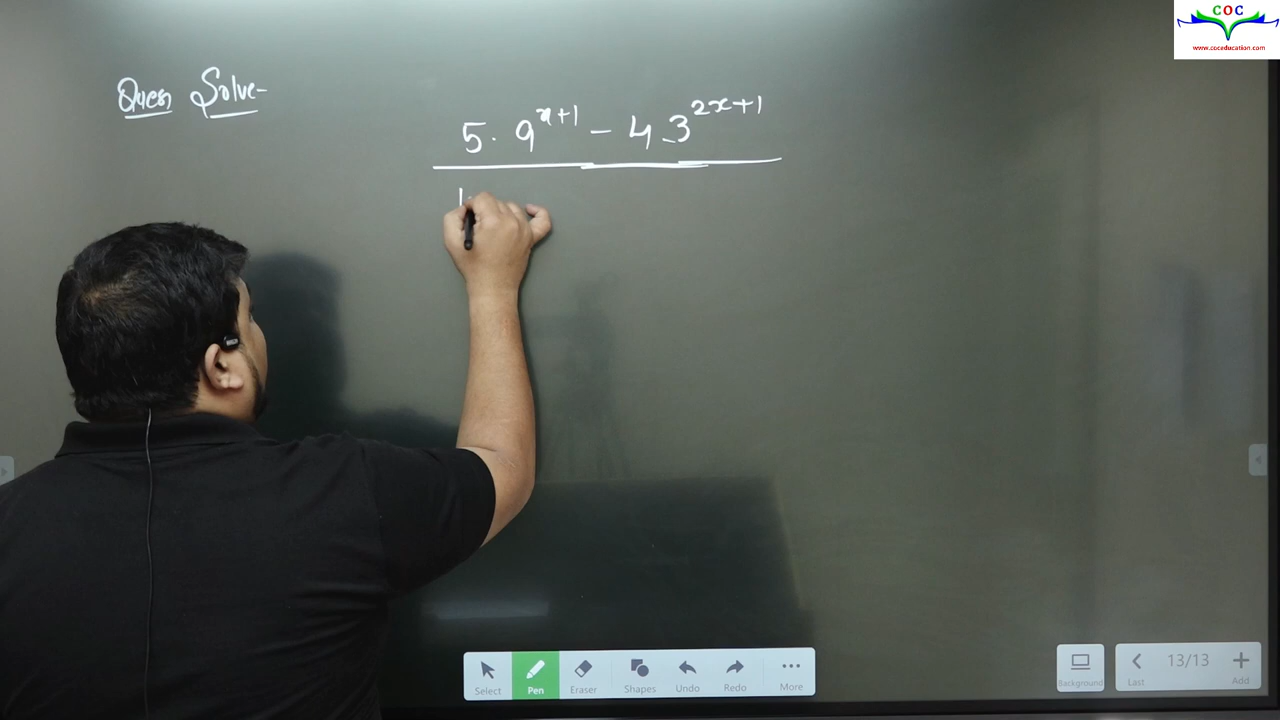 COC
www.coceducation.com
Ques Solve-
5. 9^{x+1} - 4.3^{2x+1}
Select Pen Eraser Shapes Undo Redo More
Background Last 13/13 Add